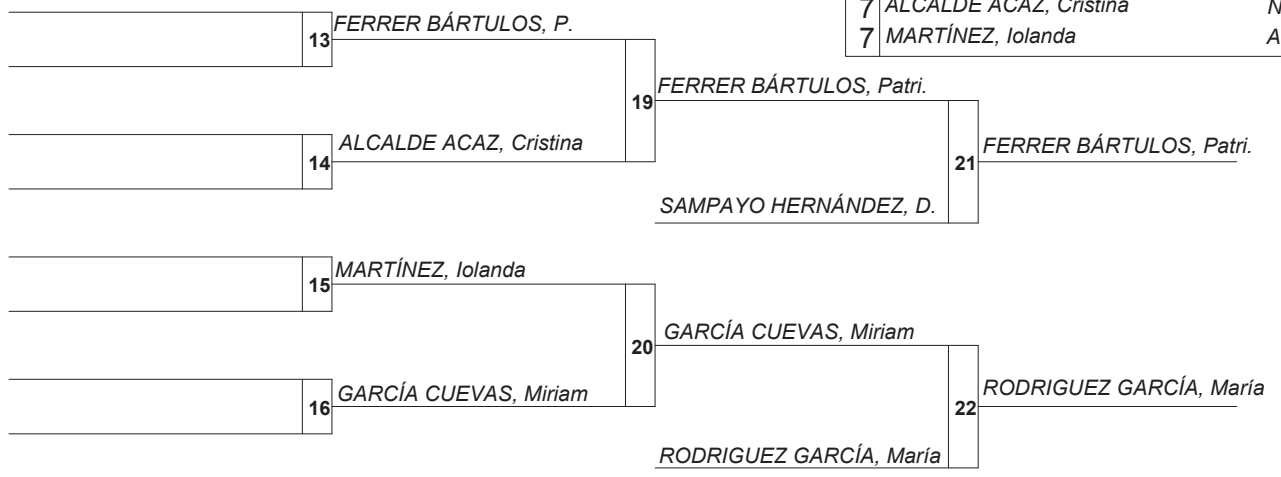 7 ALCALDE ACAZ, Cristina N
7 MARTÍNEZ, Iolanda A
13 FERRER BÁRTULOS, P.
19 FERRER BÁRTULOS, Patri.
14 ALCALDE ACAZ, Cristina
21 FERRER BÁRTULOS, Patri.
SAMPAYO HERNÁNDEZ, D.
15 MARTÍNEZ, Iolanda
20 GARCÍA CUEVAS, Miriam
16 GARCÍA CUEVAS, Miriam
22 RODRIGUEZ GARCÍA, María
RODRIGUEZ GARCÍA, María